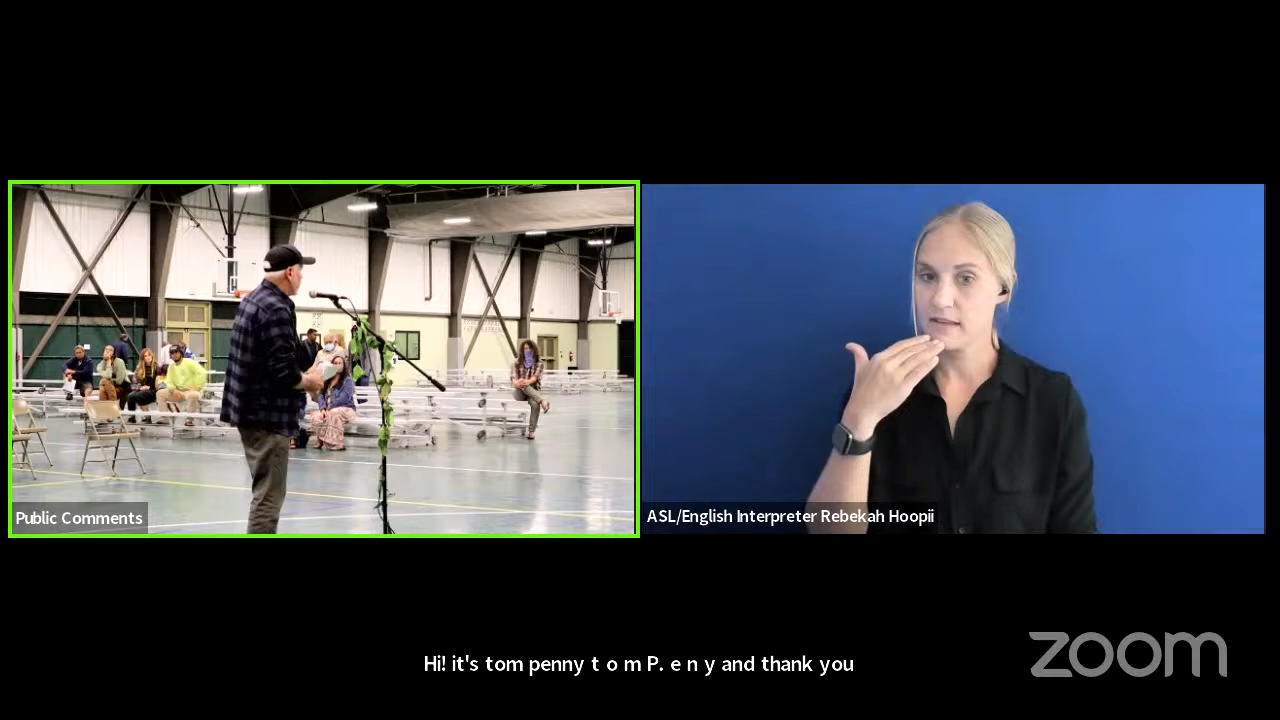 Public Comments
ASL/English Interpreter Rebekah Hoopii
Hi! it's tom penny t o m P. e n y and thank you
zoom